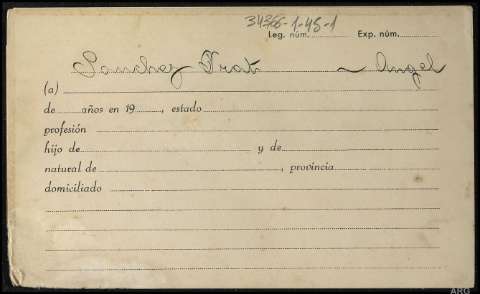 34366-1-45-1
Leg. núm. Exp. núm.
Sanchez Prat ~ Angel
(a)
de años en 19 , estado
profesión
hijo de y de
natural de , provincia
domiciliado
ARG